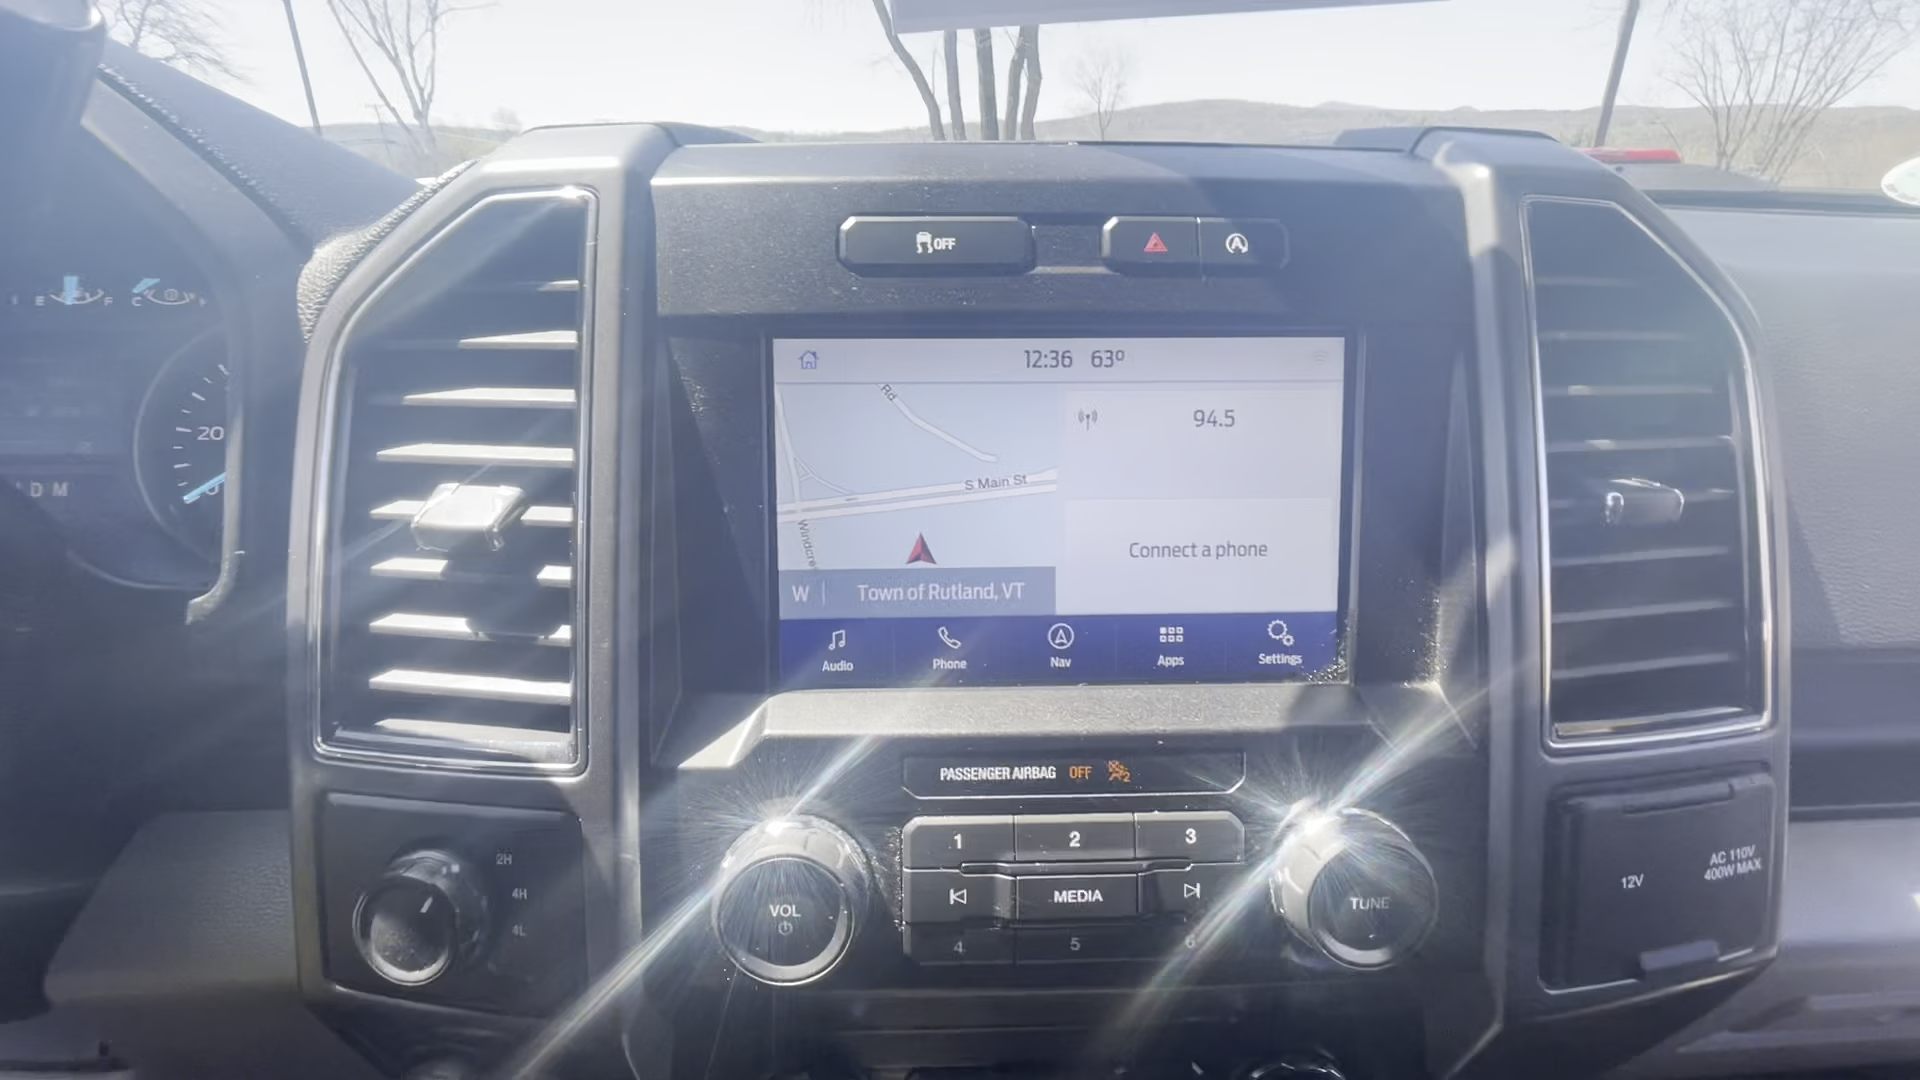 OFF
E F C
12:36 63°
Rd
94.5
S Main St
20
0
Connect a phone
D M
W Town of Rutland, VT
Audio Phone Nav Apps Settings
PASSENGER AIRBAG OFF 2
1 2 3
2H
4H
4L
VOL
MEDIA
TUNE
4 5 6
12V
AC 110V
400W MAX